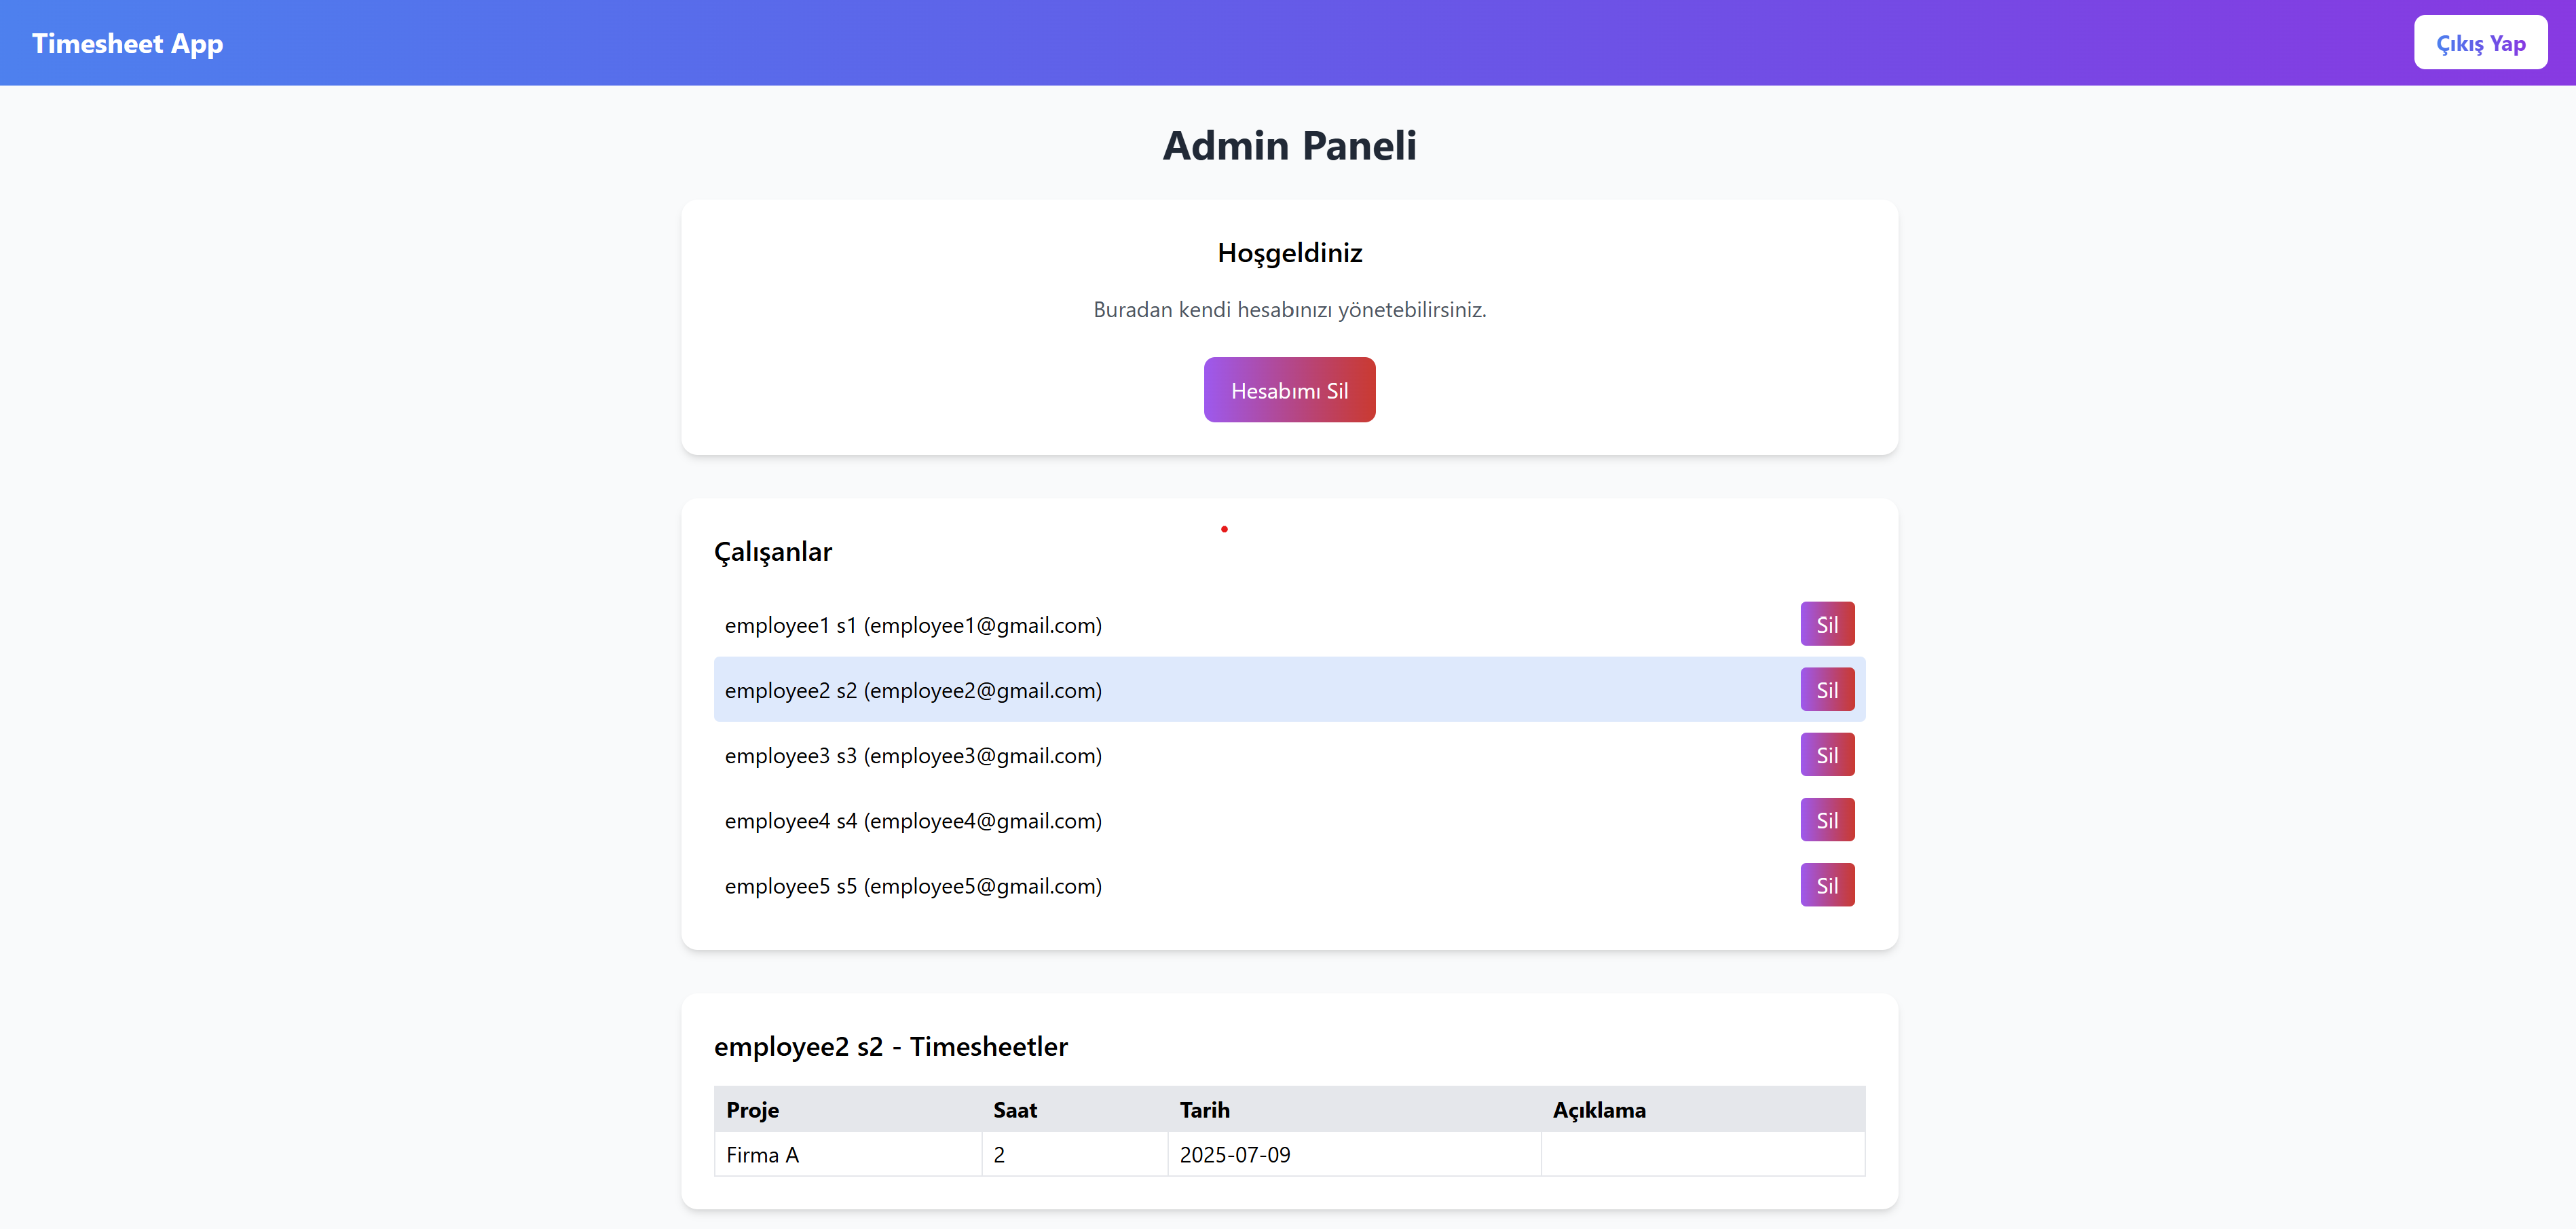 Timesheet App
Çıkış Yap
Admin Paneli
Hoşgeldiniz
Buradan kendi hesabınızı yönetebilirsiniz.
Hesabımı Sil
Çalışanlar
employee1 s1 (employee1@gmail.com) Sil
employee2 s2 (employee2@gmail.com) Sil
employee3 s3 (employee3@gmail.com) Sil
employee4 s4 (employee4@gmail.com) Sil
employee5 s5 (employee5@gmail.com) Sil
employee2 s2 - Timesheetler
Proje Saat Tarih Açıklama
Firma A 2 2025-07-09